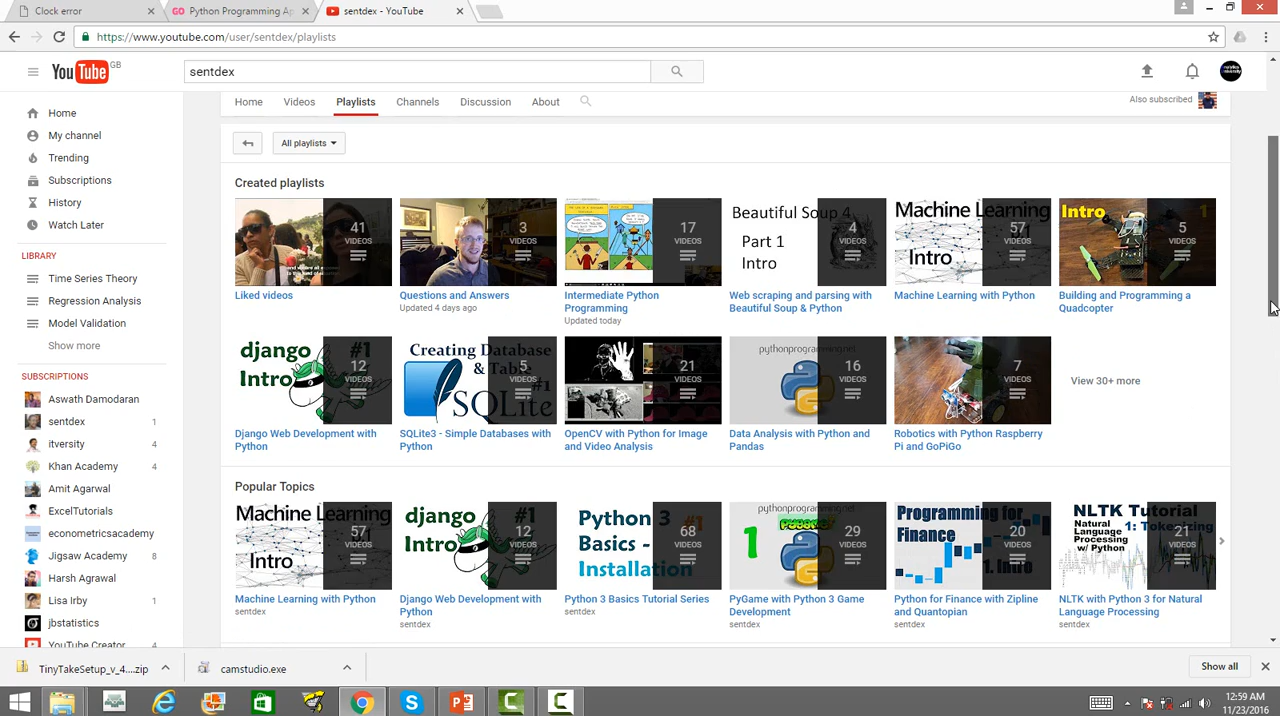 Clock error
Python Programming Ap
sentdex - YouTube
https://www.youtube.com/user/sentdex/playlists
YouTube GB
sentdex
Home
Videos
Playlists
Channels
Discussion
About
Also subscribed
All playlists
Home
My channel
Trending
Subscriptions
History
Watch Later
LIBRARY
Time Series Theory
Regression Analysis
Model Validation
Show more
SUBSCRIPTIONS
Aswath Damodaran
sentdex 1
itversity 4
Khan Academy 4
Amit Agarwal
ExcelTutorials
econometricsacademy
Jigsaw Academy
Harsh Agrawal
Lisa Irby 1
jbstatistics
YouTube Creator 4
Created playlists
41 VIDEOS
Liked videos
3 VIDEOS
Questions and Answers
Updated 4 days ago
17 VIDEOS
Intermediate Python
Programming
Updated today
Beautiful Soup 4
Part 1
Intro
4 VIDEOS
Web scraping and parsing with
Beautiful Soup & Python
Machine Learning
Intro
57 VIDEOS
Machine Learning with Python
Intro
5 VIDEOS
Building and Programming a
Quadcopter
django #1
Intro
12 VIDEOS
Django Web Development with
Python
Creating Database
& Table
#1
SQLite
5 VIDEOS
SQLite3 - Simple Databases with
Python
21 VIDEOS
OpenCV with Python for Image
and Video Analysis
pythonprogramming.net
16 VIDEOS
Data Analysis with Python and
Pandas
7 VIDEOS
Robotics with Python Raspberry
Pi and GoPiGo
View 30+ more
Popular Topics
Machine Learning
Intro
57 VIDEOS
Machine Learning with Python
sentdex
django #1
Intro
12 VIDEOS
Django Web Development with
Python
sentdex
Python 3 #1
Basics -
Installation
68 VIDEOS
Python 3 Basics Tutorial Series
sentdex
pythonprogramming.net
1
29 VIDEOS
PyGame with Python 3 Game
Development
sentdex
Programming for
Finance
1. Intro
20 VIDEOS
Python for Finance with Zipline
and Quantopian
sentdex
NLTK Tutorial
Natural
Language
Processing
w/ Python
1: Tokenizing
21 VIDEOS
NLTK with Python 3 for Natural
Language Processing
sentdex
TinyTakeSetup_v_4....zip
camstudio.exe
Show all
12:59 AM
11/23/2016